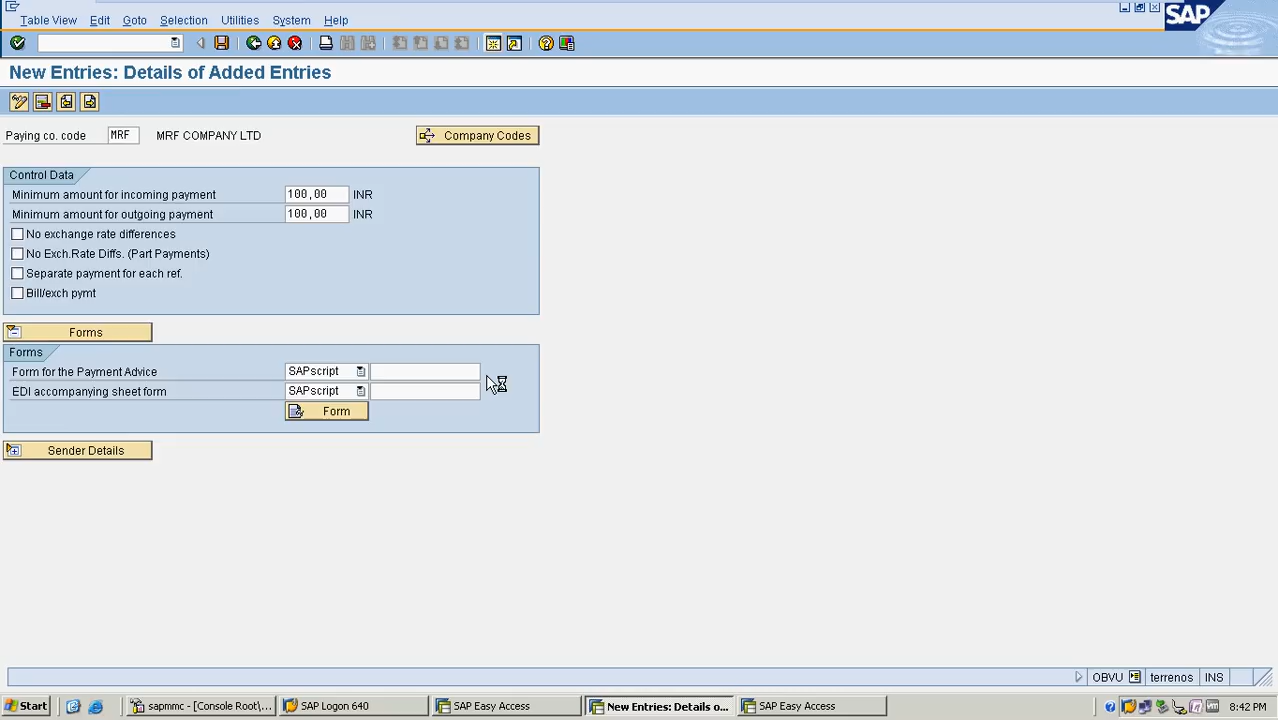 Table View Edit Goto Selection Utilities System Help
SAP
New Entries: Details of Added Entries
Paying co. code MRF MRF COMPANY LTD Company Codes
Control Data
Minimum amount for incoming payment 100,00 INR
Minimum amount for outgoing payment 100,00 INR
No exchange rate differences
No Exch.Rate Diffs. (Part Payments)
Separate payment for each ref.
Bill/exch pymt
Forms
Forms
Form for the Payment Advice SAPscript
EDI accompanying sheet form SAPscript
Form
Sender Details
OBVU terrenos INS
Start sapmmc - [Console Root\... SAP Logon 640 SAP Easy Access New Entries: Details o... SAP Easy Access 8:42 PM